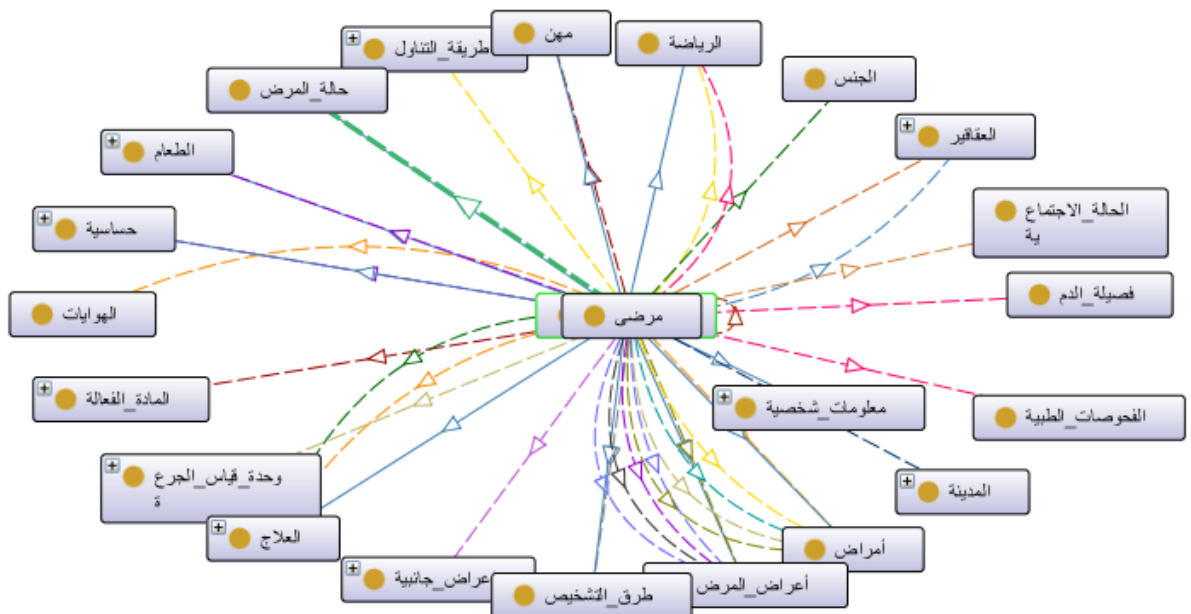 مهن
الرياضة
طريقة_التناول
الجنس
حالة_المرض
العقاقير
الطعام
الحالة_الاجتماع
ية
حساسية
فصيلة_الدم
الهوايات
مرضى
المادة_الفعالة
معلومات_شخصية
الفحوصات_الطبية
وحدة_قياس_الجرع
ة
المدينة
العلاج
أمراض
عراض_جانبية
طرق_التشخيص
أعراض_المرض